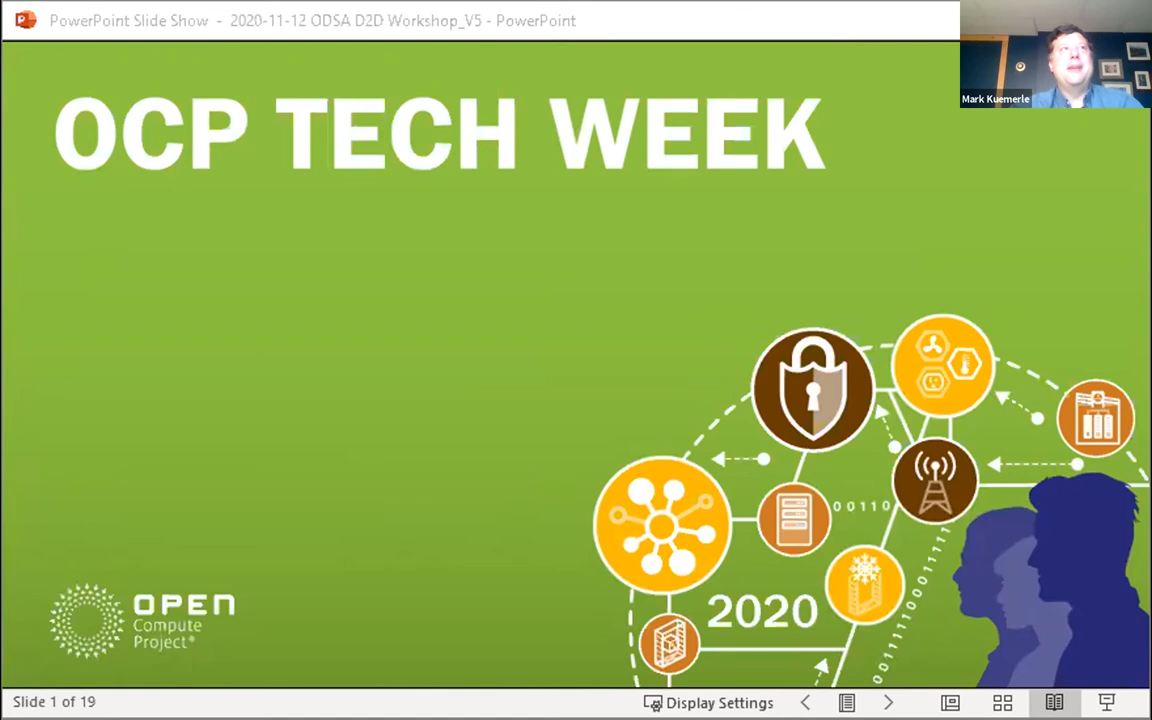 PowerPoint Slide Show - 2020-11-12 ODSA D2D Workshop_V5 - PowerPoint
Mark Kuemerle
OCP TECH WEEK
00110
001111100011111
2020
OPEN
Compute
Project®
Slide 1 of 19
Display Settings